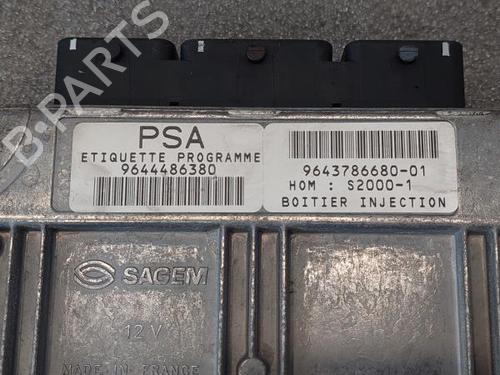 B-PARTS
PSA
ETIQUETTE PROGRAMME
9644486380
9643786680-01
HOM : S2000-1
BOITIER INJECTION
SAGEM
12 V
MADE IN FRANCE